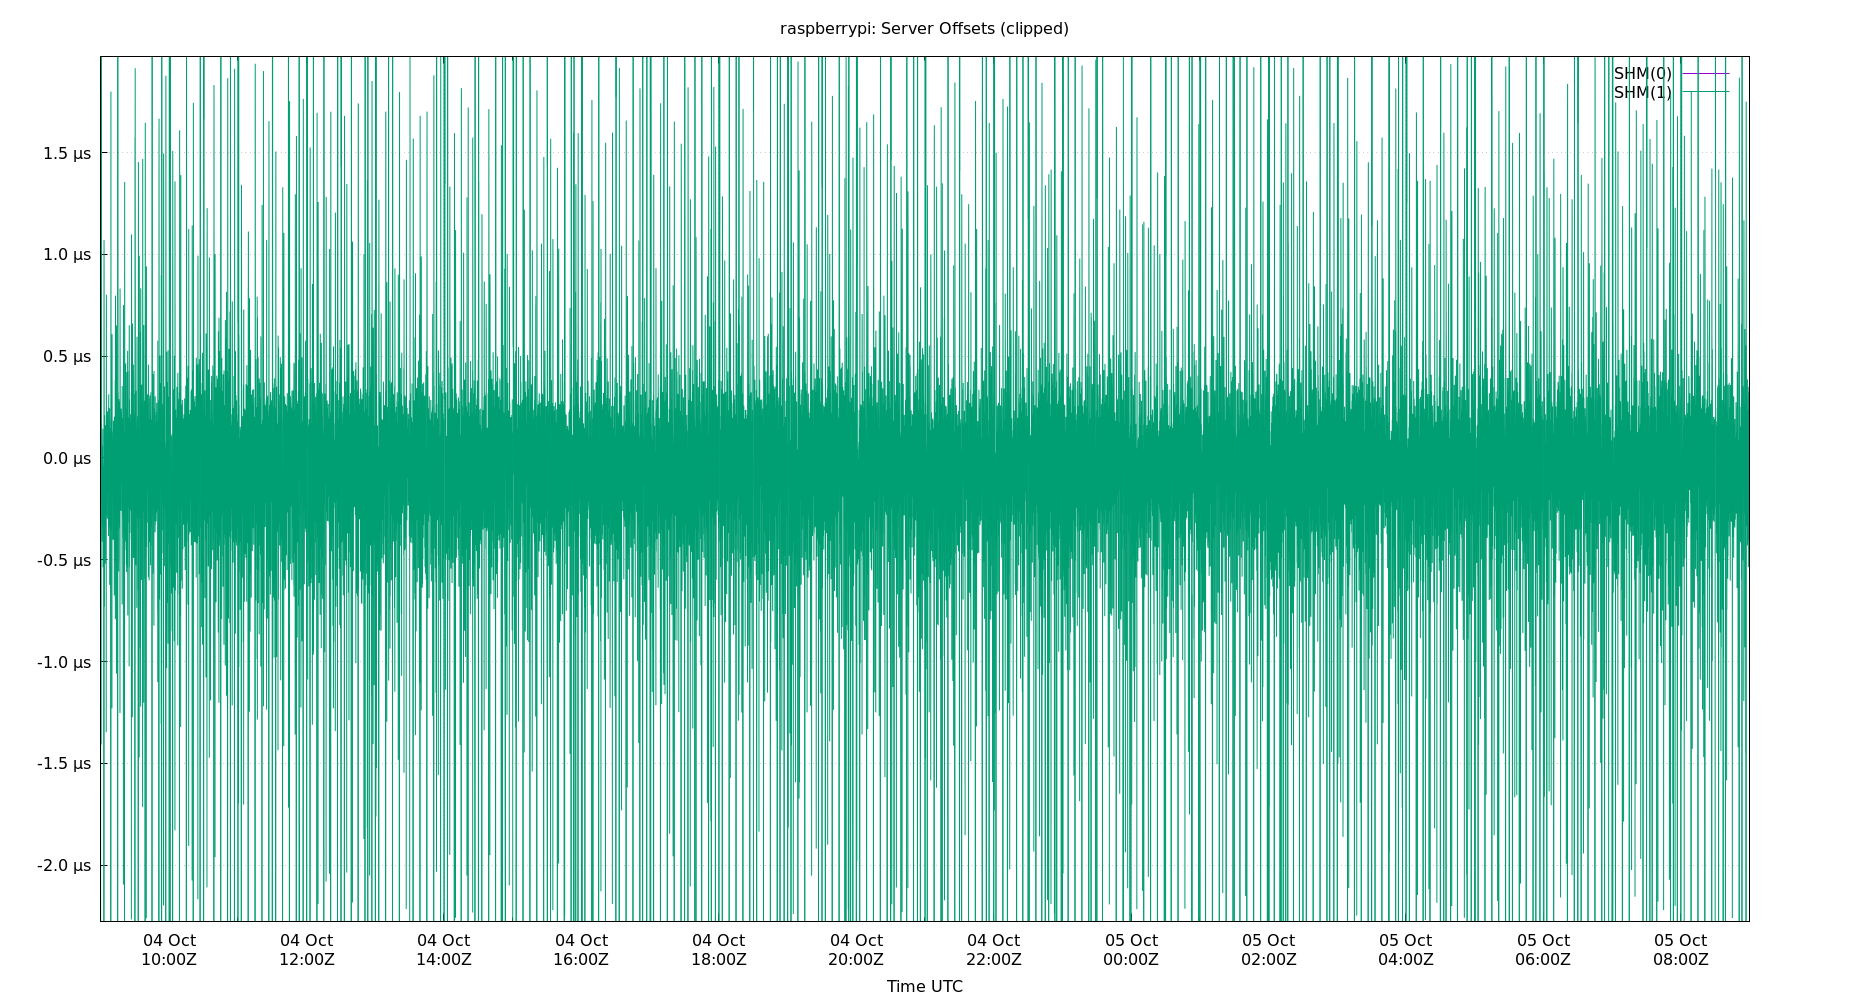 raspberrypi: Server Offsets (clipped)
SHM(0)
SHM(1)
1.5 µs
1.0 µs
0.5 µs
0.0 µs
-0.5 µs
-1.0 µs
-1.5 µs
-2.0 µs
04 Oct 04 Oct 04 Oct 04 Oct 04 Oct 04 Oct 04 Oct 05 Oct 05 Oct 05 Oct 05 Oct 05 Oct
10:00Z 12:00Z 14:00Z 16:00Z 18:00Z 20:00Z 22:00Z 00:00Z 02:00Z 04:00Z 06:00Z 08:00Z
Time UTC